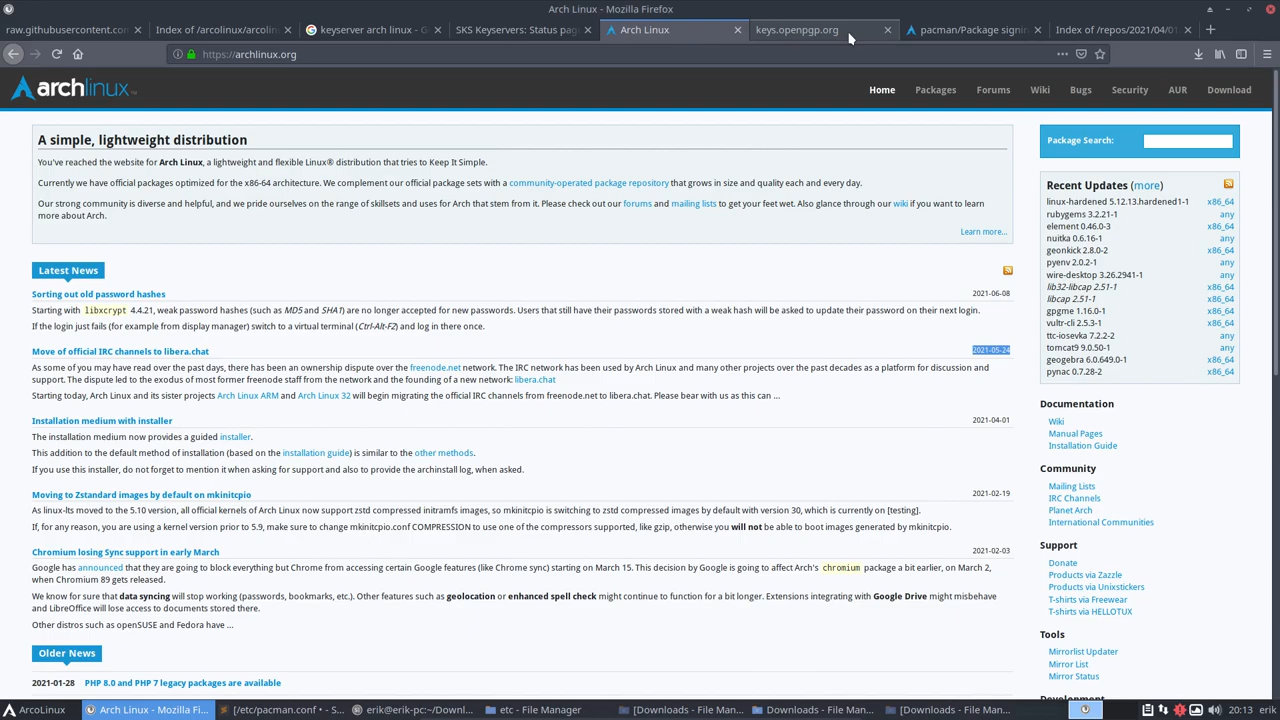 Arch Linux - Mozilla Firefox
raw.githubusercontent.com
Index of /arcolinux/arcolinu
keyserver arch linux - G
SKS Keyservers: Status pag
Arch Linux
keys.openpgp.org
pacman/Package signin
Index of /repos/2021/04/01
https://archlinux.org
archlinux
Home
Packages
Forums
Wiki
Bugs
Security
AUR
Download
A simple, lightweight distribution
You've reached the website for Arch Linux, a lightweight and flexible Linux® distribution that tries to Keep It Simple.
Currently we have official packages optimized for the x86-64 architecture. We complement our official package sets with a community-operated package repository that grows in size and quality each and every day.
Our strong community is diverse and helpful, and we pride ourselves on the range of skillsets and uses for Arch that stem from it. Please check out our forums and mailing lists to get your feet wet. Also glance through our wiki if you want to learn
more about Arch.
Learn more...
Latest News
Sorting out old password hashes 2021-06-08
Starting with libxcrypt 4.4.21, weak password hashes (such as MD5 and SHA1) are no longer accepted for new passwords. Users that still have their passwords stored with a weak hash will be asked to update their password on their next login.
If the login just fails (for example from display manager) switch to a virtual terminal (Ctrl-Alt-F2) and log in there once.
Move of official IRC channels to libera.chat 2021-05-24
As some of you may have read over the past days, there has been an ownership dispute over the freenode.net network. The IRC network has been used by Arch Linux and many other projects over the past decades as a platform for discussion and
support. The dispute led to the exodus of most former freenode staff from the network and the founding of a new network: libera.chat
Starting today, Arch Linux and its sister projects Arch Linux ARM and Arch Linux 32 will begin migrating the official IRC channels from freenode.net to libera.chat. Please bear with us as this can ...
Installation medium with installer 2021-04-01
The installation medium now provides a guided installer.
This addition to the default method of installation (based on the installation guide) is similar to the other methods.
If you use this installer, do not forget to mention it when asking for support and also to provide the archinstall log, when asked.
Moving to Zstandard images by default on mkinitcpio 2021-02-19
As linux-lts moved to the 5.10 version, all official kernels of Arch Linux now support zstd compressed initramfs images, so mkinitcpio is switching to zstd compressed images by default with version 30, which is currently on [testing].
If, for any reason, you are using a kernel version prior to 5.9, make sure to change mkinitcpio.conf COMPRESSION to use one of the compressors supported, like gzip, otherwise you will not be able to boot images generated by mkinitcpio.
Chromium losing Sync support in early March 2021-02-03
Google has announced that they are going to block everything but Chrome from accessing certain Google features (like Chrome sync) starting on March 15. This decision by Google is going to affect Arch's chromium package a bit earlier, on March 2,
when Chromium 89 gets released.
We know for sure that data syncing will stop working (passwords, bookmarks, etc.). Other features such as geolocation or enhanced spell check might continue to function for a bit longer. Extensions integrating with Google Drive might misbehave
and LibreOffice will lose access to documents stored there.
Other distros such as openSUSE and Fedora have ...
Older News
2021-01-28 PHP 8.0 and PHP 7 legacy packages are available
Package Search:
Recent Updates (more)
linux-hardened 5.12.13.hardened1-1 x86_64
rubygems 3.2.21-1 any
element 0.46.0-3 x86_64
nuitka 0.6.16-1 any
geonkick 2.8.0-2 x86_64
pyenv 2.0.2-1 any
wire-desktop 3.26.2941-1 any
lib32-libcap 2.51-1 x86_64
libcap 2.51-1 x86_64
gpgme 1.16.0-1 x86_64
vultr-cli 2.5.3-1 x86_64
ttc-iosevka 7.2.2-2 any
tomcat9 9.0.50-1 any
geogebra 6.0.649.0-1 x86_64
pynac 0.7.28-2 x86_64
Documentation
Wiki
Manual Pages
Installation Guide
Community
Mailing Lists
IRC Channels
Planet Arch
International Communities
Support
Donate
Products via Zazzle
Products via Unixstickers
T-shirts via Freewear
T-shirts via HELLOTUX
Tools
Mirrorlist Updater
Mirror List
Mirror Status
Development
ArcoLinux
Arch Linux - Mozilla Fi...
[/etc/pacman.conf • - S...
erik@erik-pc:~/Downl...
etc - File Manager
[Downloads - File Man...
Downloads - File Man...
[Downloads - File Man...
20:13 erik